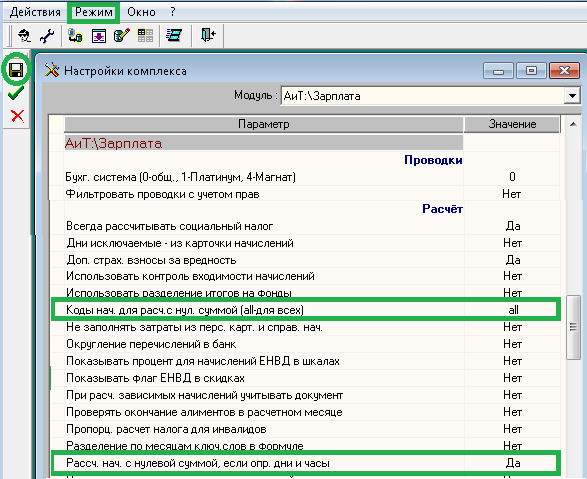 Действия Режим Окно ?
Настройки комплекса
Модуль : АиТ:\Зарплата
Параметр Значение
АиТ:\Зарплата
Проводки
Бухг. система (0-общ., 1-Платинум, 4-Магнат) 0
Фильтровать проводки с учетом прав Нет
Расчёт
Всегда рассчитывать социальный налог Да
Дни исключаемые - из карточки начислений Нет
Доп. страх. взносы за вредность Да
Использовать контроль входимости начислений Нет
Использовать разделение итогов на Фонды Нет
Коды нач. для расч.с нул. суммой (all-для всех) all
Не заполнять затраты из перс. карт. и справ. нач. Нет
Округление перечислений в банк Нет
Показывать процент для начислений ЕНВД в шкалах Нет
Показывать флаг ЕНВД в скидках Нет
При расч. зависимых начислений учитывать документ Нет
Проверять окончание алиментов в расчетном месяце Нет
Пропорц. расчет налога для инвалидов Нет
Разделение по месяцам ключ.слов в формуле Нет
Рассч. нач. с нулевой суммой, если опр. дни и часы Да